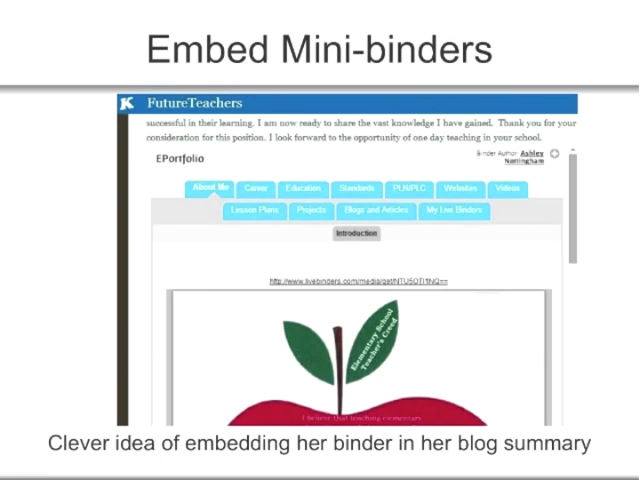 Embed Mini-binders
K FutureTeachers
successful in their learning. I am now ready to share the vast knowledge I have gained. Thank you for your
consideration for this position. I look forward to the opportunity of one day teaching in your school.
EPortfolio
Binder Author: Ashley
Nottingham
About Me Career Education Standards PLN/PLC Websites Videos
Lesson Plans Projects Blogs and Articles My Live Binders
Introduction
Elementary School
Teacher's Creed
I believe that teaching elementary
Clever idea of embedding her binder in her blog summary